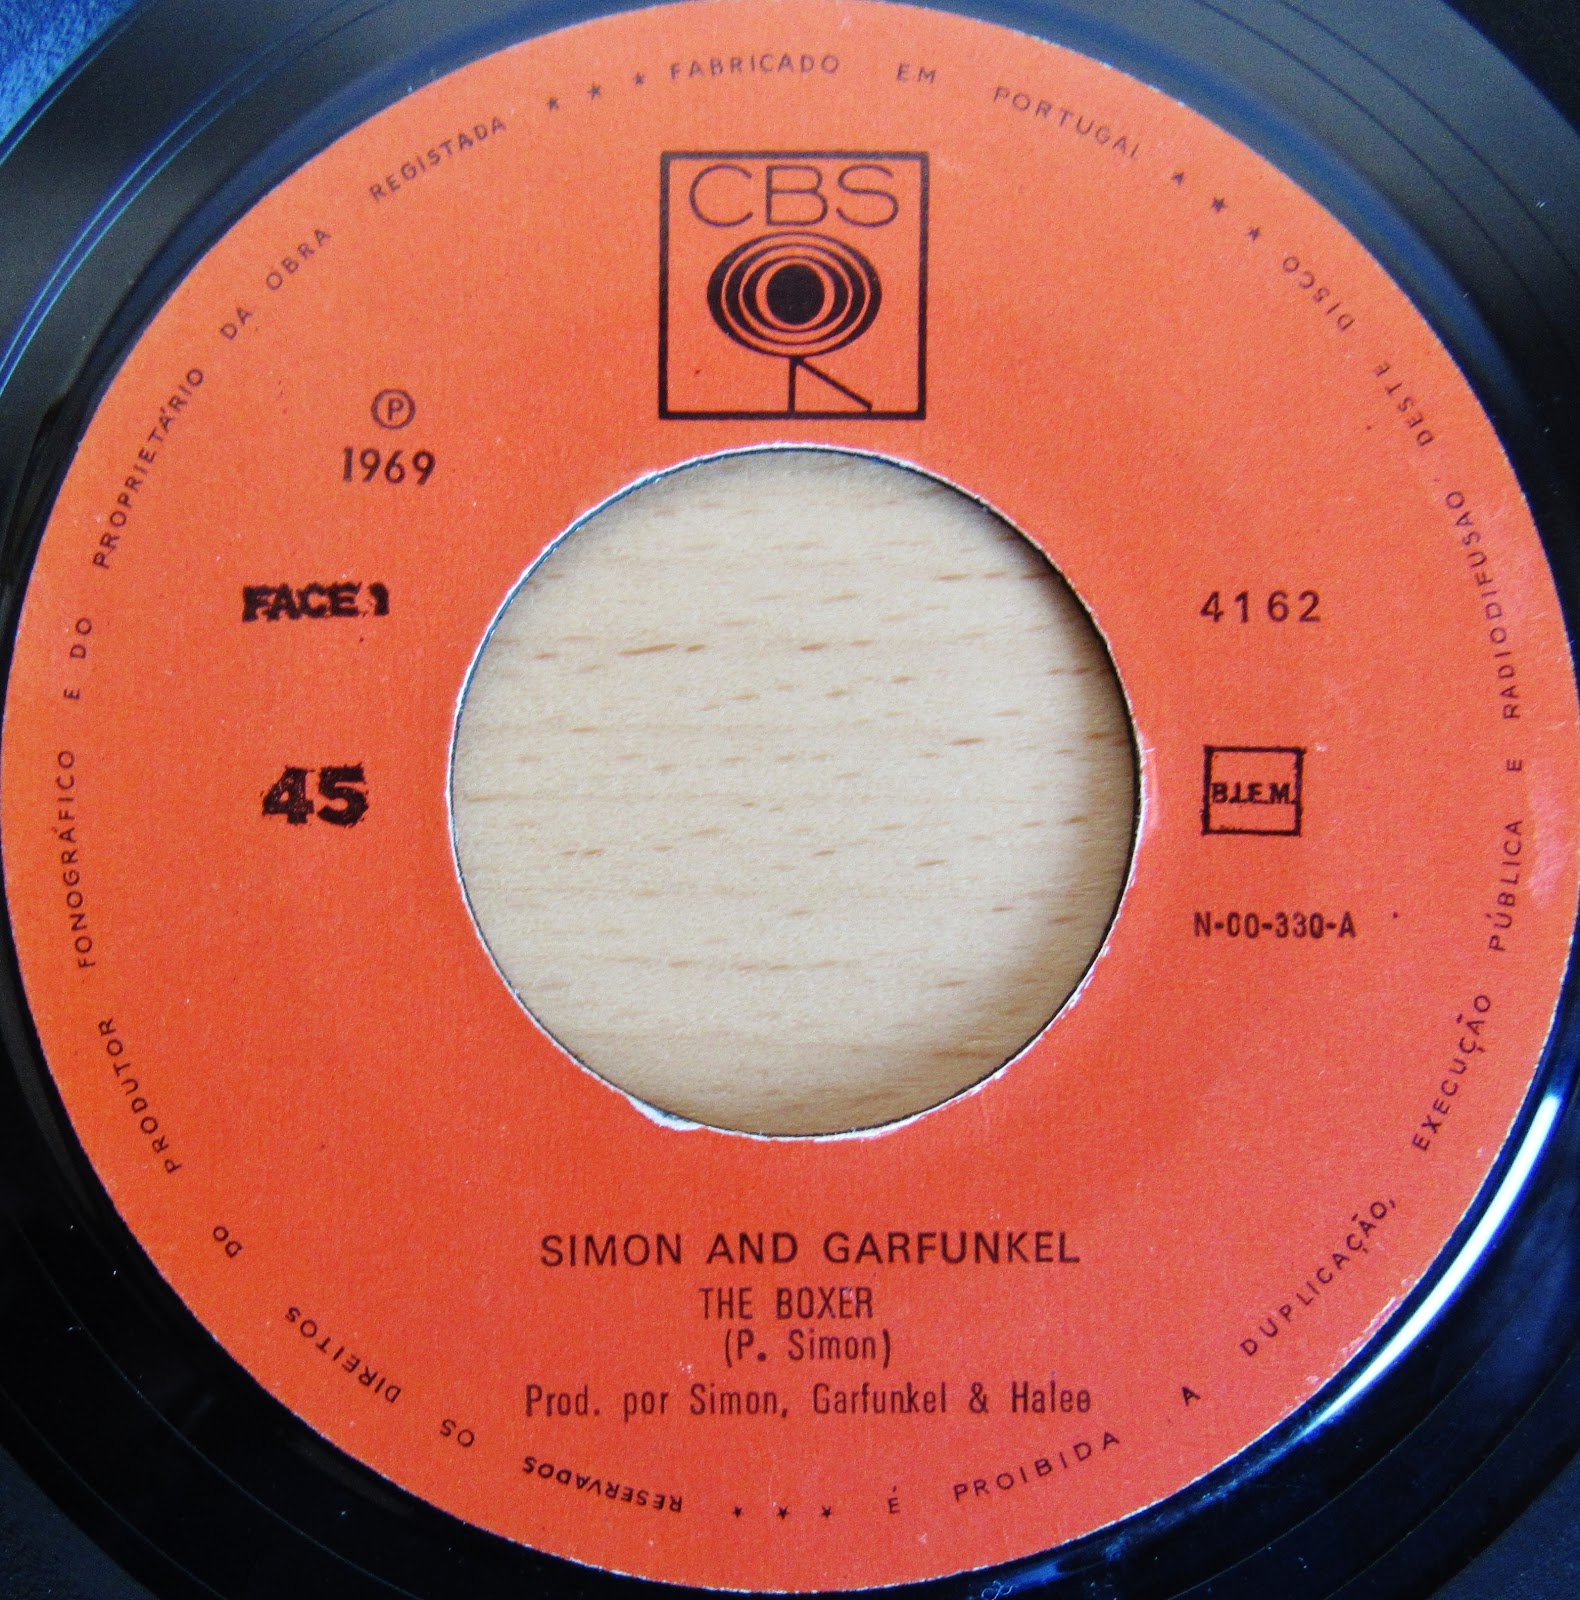 RESERVADOS OS DIREITOS DO PRODUTOR FONOGRÁFICO E DO PROPRIETÁRIO DA OBRA REGISTADA * * * FABRICADO EM PORTUGAL * * *
É PROIBIDA A DUPLICAÇÃO, EXECUÇÃO PÚBLICA E RADIODIFUSAO DESTE DISCO
CBS
Ⓟ
1969
FACE 1
4162
45
B.I.E.M.
N-00-330-A
SIMON AND GARFUNKEL
THE BOXER
(P. Simon)
Prod. por Simon, Garfunkel & Halee